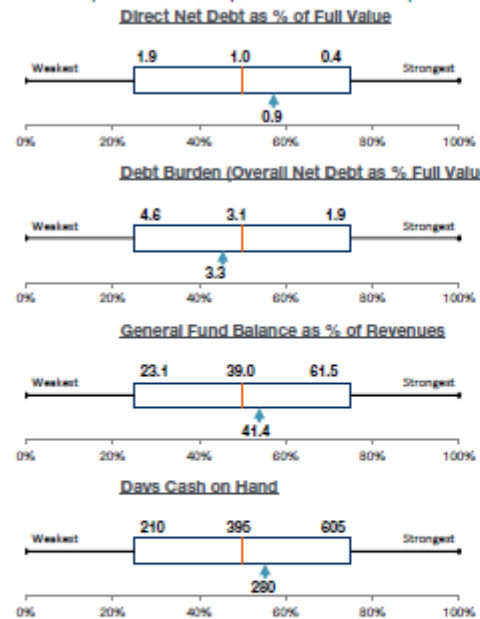 Direct Net Debt as % of Full Value
1.9 1.0 0.4
Weakest Strongest
0.9
0% 20% 40% 60% 80% 100%
Debt Burden (Overall Net Debt as % Full Valu
4.6 3.1 1.9
Weakest Strongest
3.3
0% 20% 40% 60% 80% 100%
General Fund Balance as % of Revenues
23.1 39.0 61.5
Weakest Strongest
41.4
0% 20% 40% 60% 80% 100%
Days Cash on Hand
210 395 605
Weakest Strongest
280
0% 20% 40% 60% 80% 100%